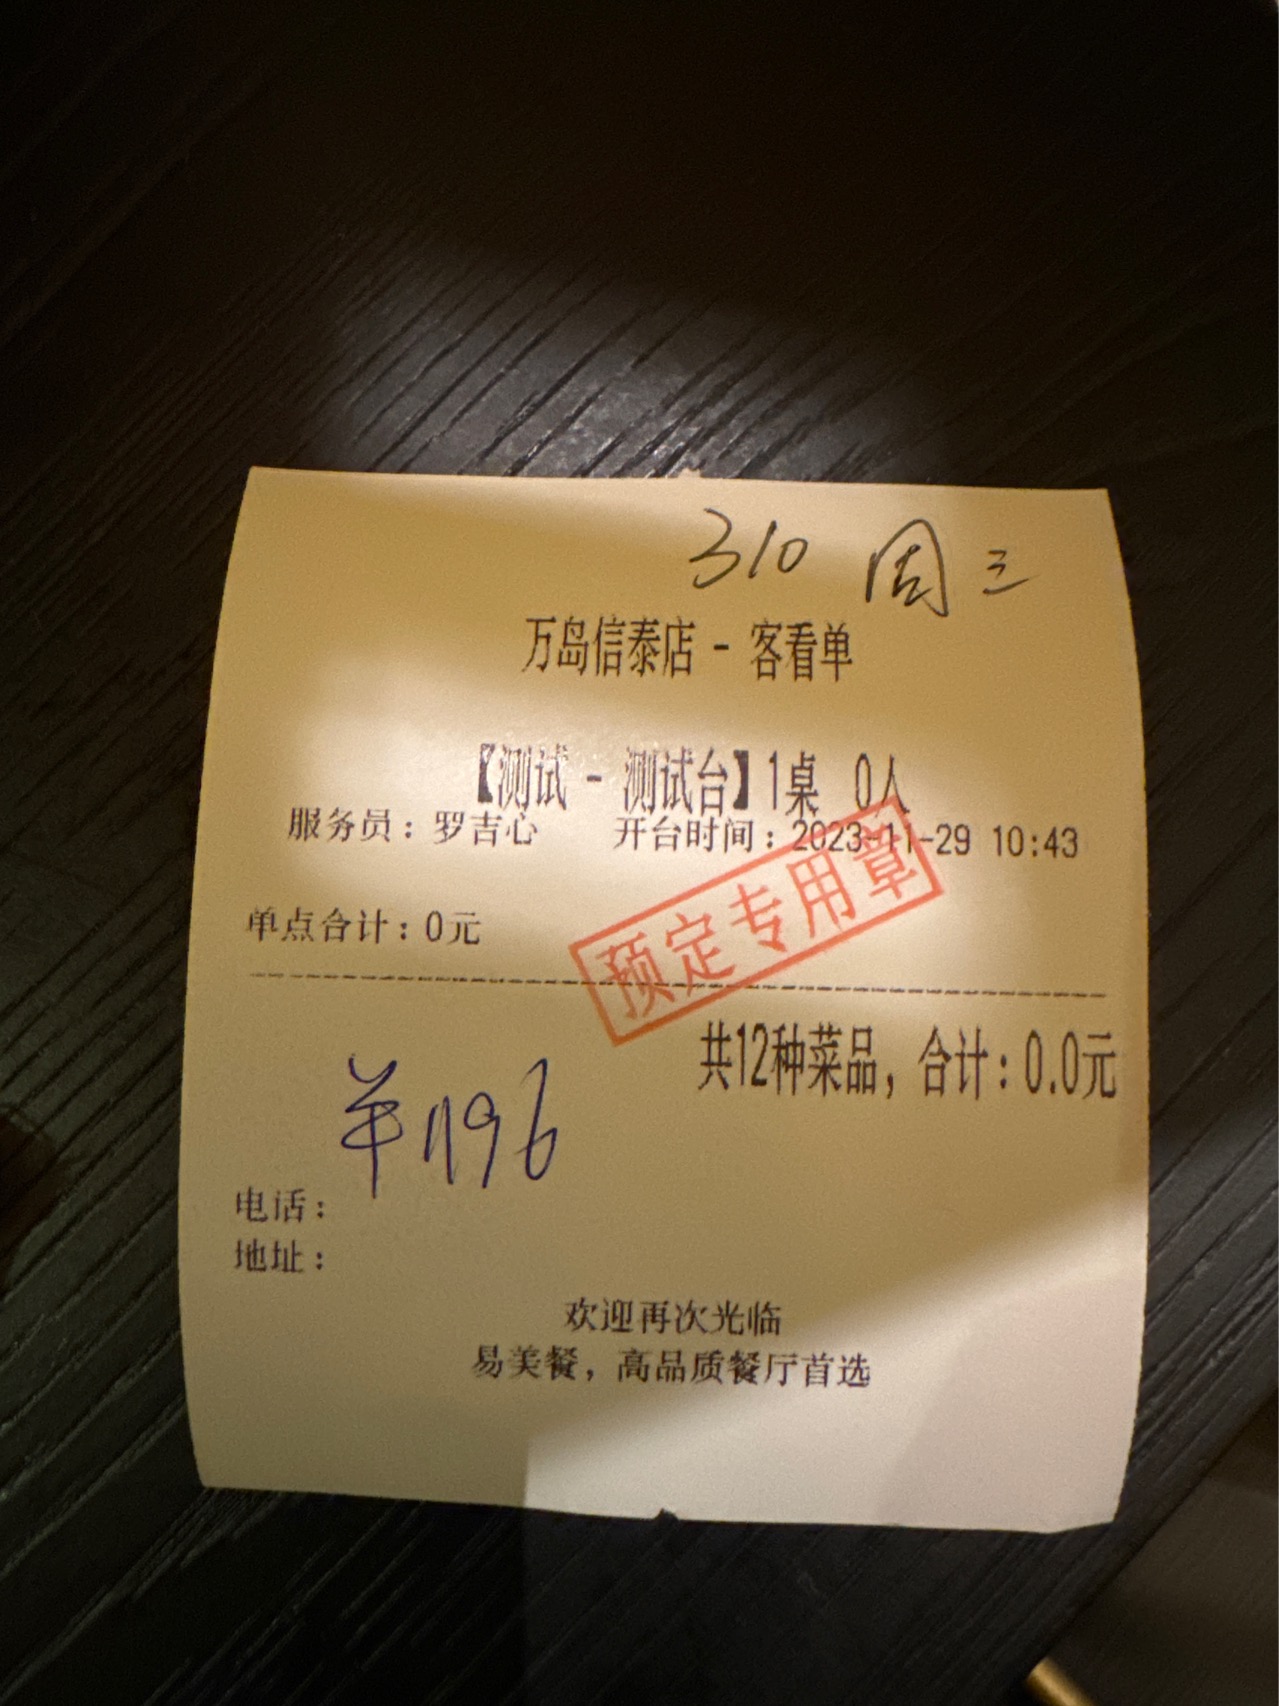 310 周三
万岛信泰店 - 客看单
【测试 - 测试台】1桌 0人
服务员：罗吉心 开台时间：2023-11-29 10:43
预定专用章
单点合计：0元
共12种菜品，合计：0.0元
¥1196
电话：
地址：
欢迎再次光临
易美餐，高品质餐厅首选